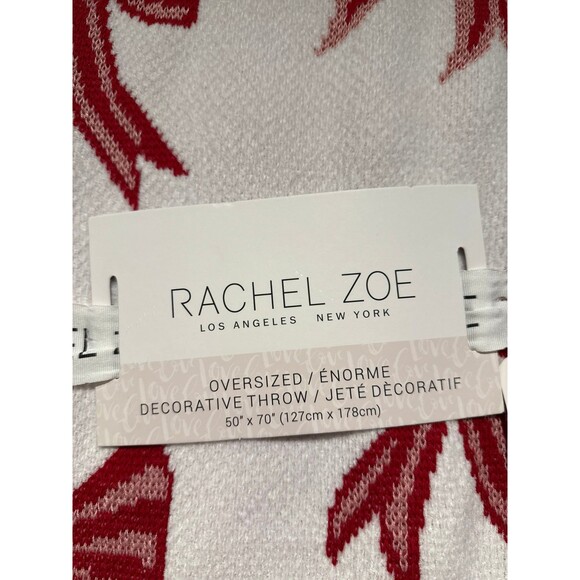 RACHEL ZOE
LOS ANGELES NEW YORK
OVERSIZED / ÉNORME
DECORATIVE THROW / JETÉ DÈCORATIF
50" x 70" (127cm x 178cm)